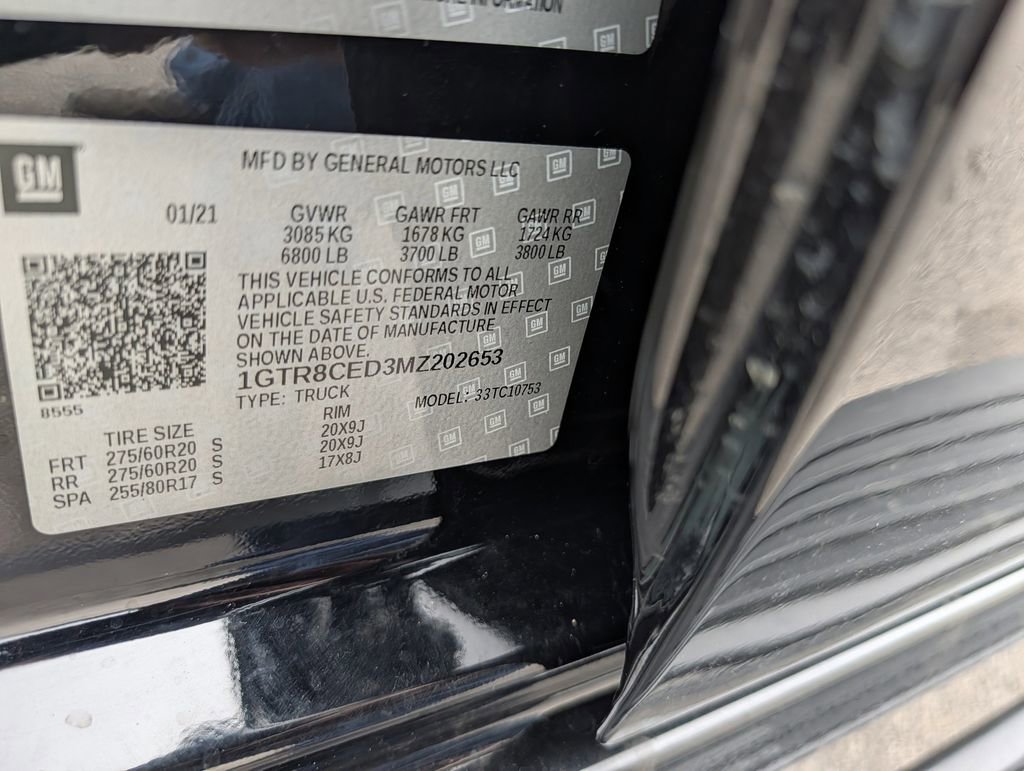 INFORMATION
GM
MFD BY GENERAL MOTORS LLC
01/21 GVWR GAWR FRT GAWR RR
3085 KG 1678 KG 1724 KG
6800 LB 3700 LB 3800 LB
THIS VEHICLE CONFORMS TO ALL
APPLICABLE U.S. FEDERAL MOTOR
VEHICLE SAFETY STANDARDS IN EFFECT
ON THE DATE OF MANUFACTURE
SHOWN ABOVE.
1GTR8CED3MZ202653
TYPE: TRUCK MODEL: 33TC10753
8555
TIRE SIZE RIM
FRT 275/60R20 S 20X9J
RR 275/60R20 S 20X9J
SPA 255/80R17 S 17X8J